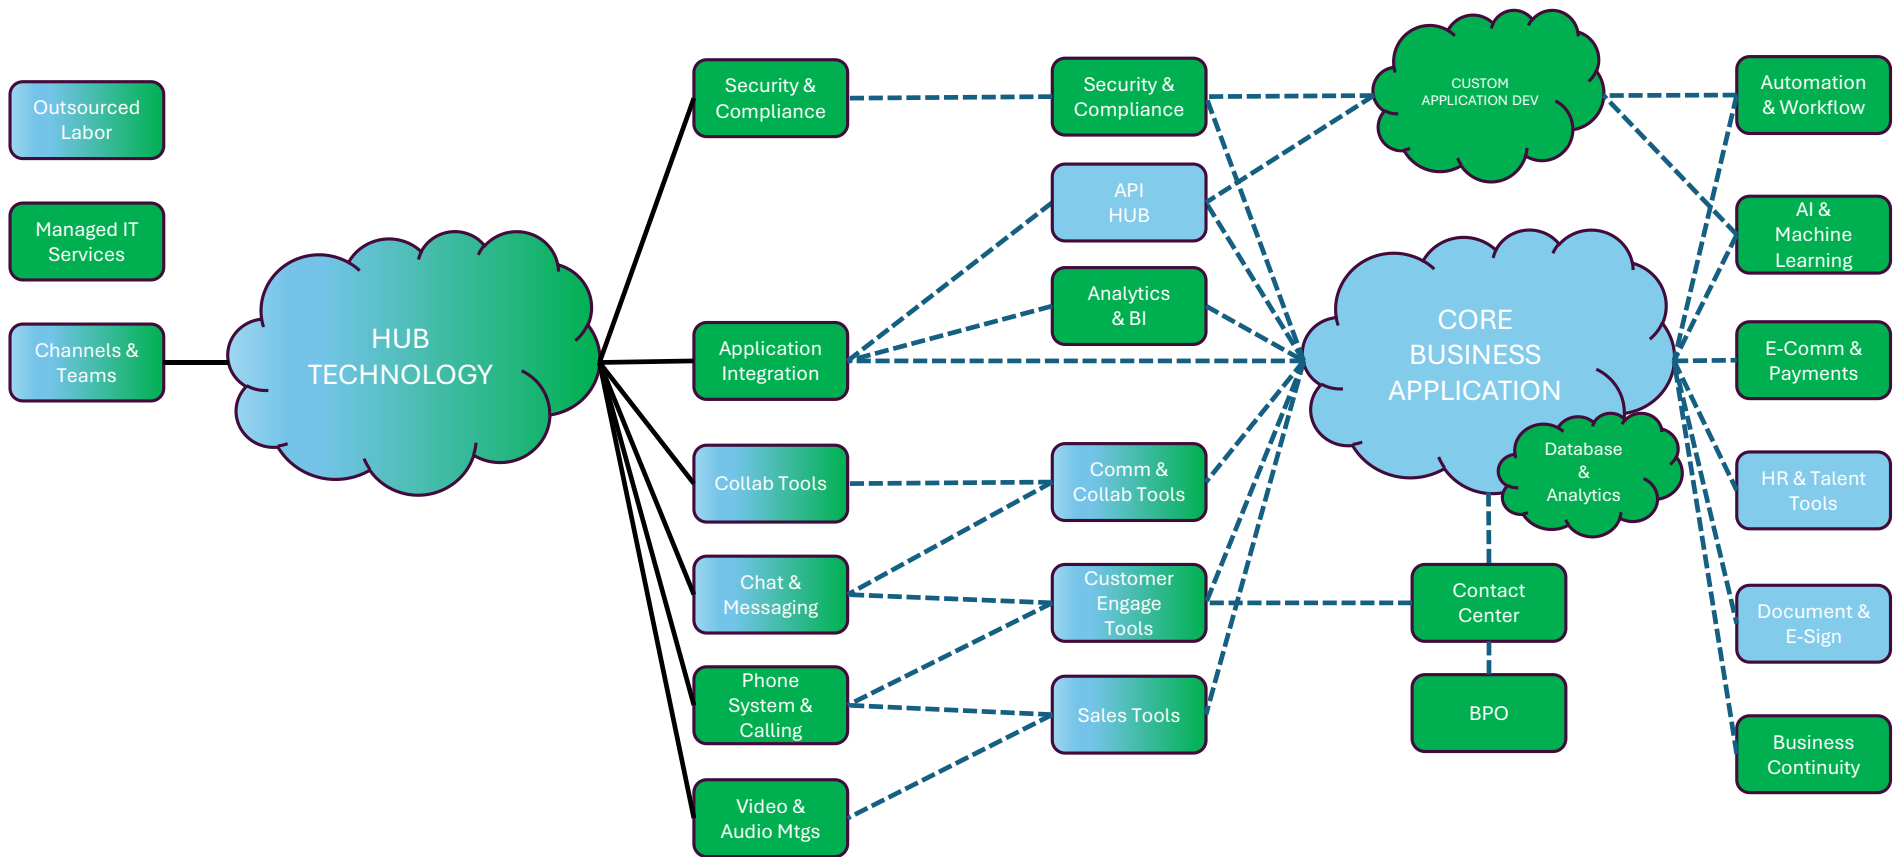 Outsourced
Labor
Managed IT
Services
Channels &
Teams
HUB
TECHNOLOGY
Security &
Compliance
Application
Integration
Collab Tools
Chat &
Messaging
Phone
System &
Calling
Video &
Audio Mtgs
Security &
Compliance
API
HUB
Analytics
& BI
Comm &
Collab Tools
Customer
Engage
Tools
Sales Tools
CUSTOM
APPLICATION DEV
CORE
BUSINESS
APPLICATION
Database
&
Analytics
Contact
Center
BPO
Automation
& Workflow
AI &
Machine
Learning
E-Comm &
Payments
HR & Talent
Tools
Document &
E-Sign
Business
Continuity